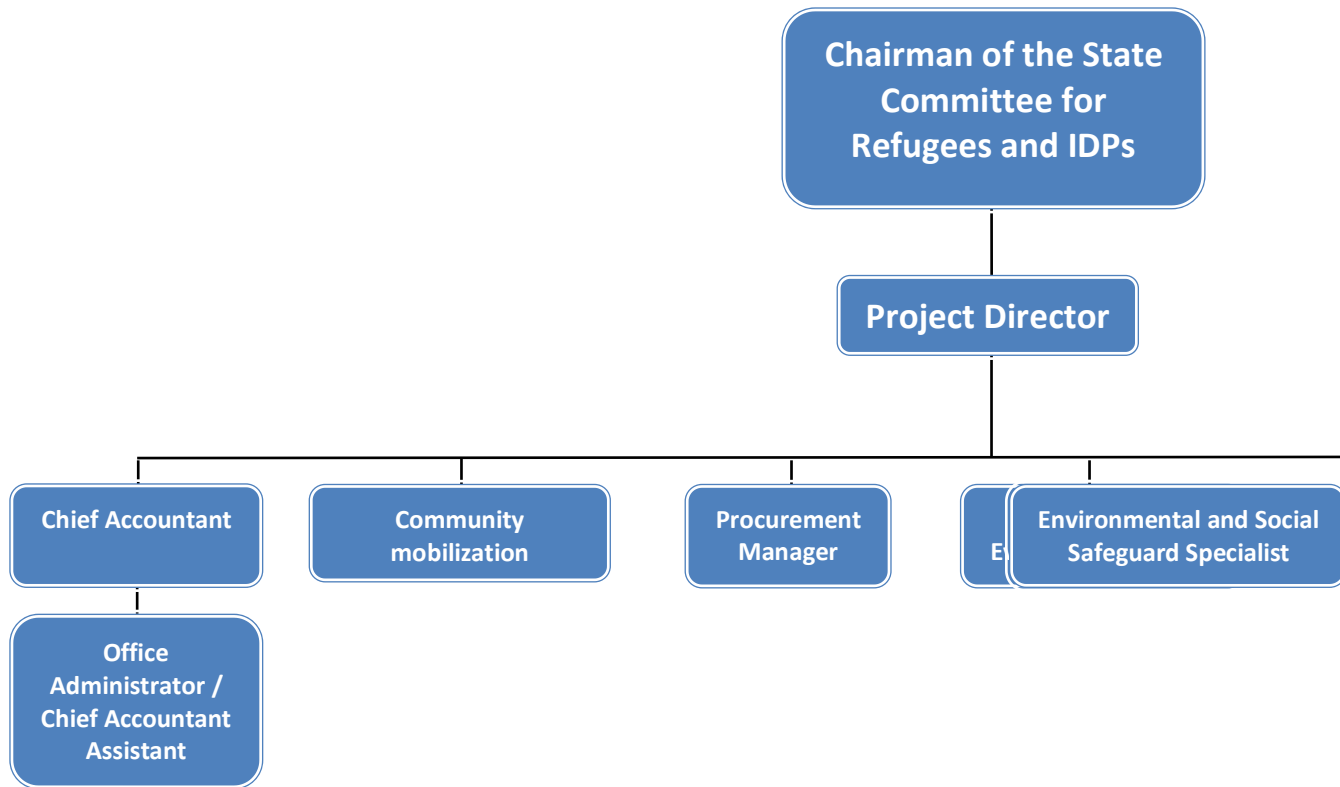 Chairman of the State
Committee for
Refugees and IDPs
Project Director
Chief Accountant
Community
mobilization
Procurement
Manager
Environmental and Social
Safeguard Specialist
Office
Administrator /
Chief Accountant
Assistant